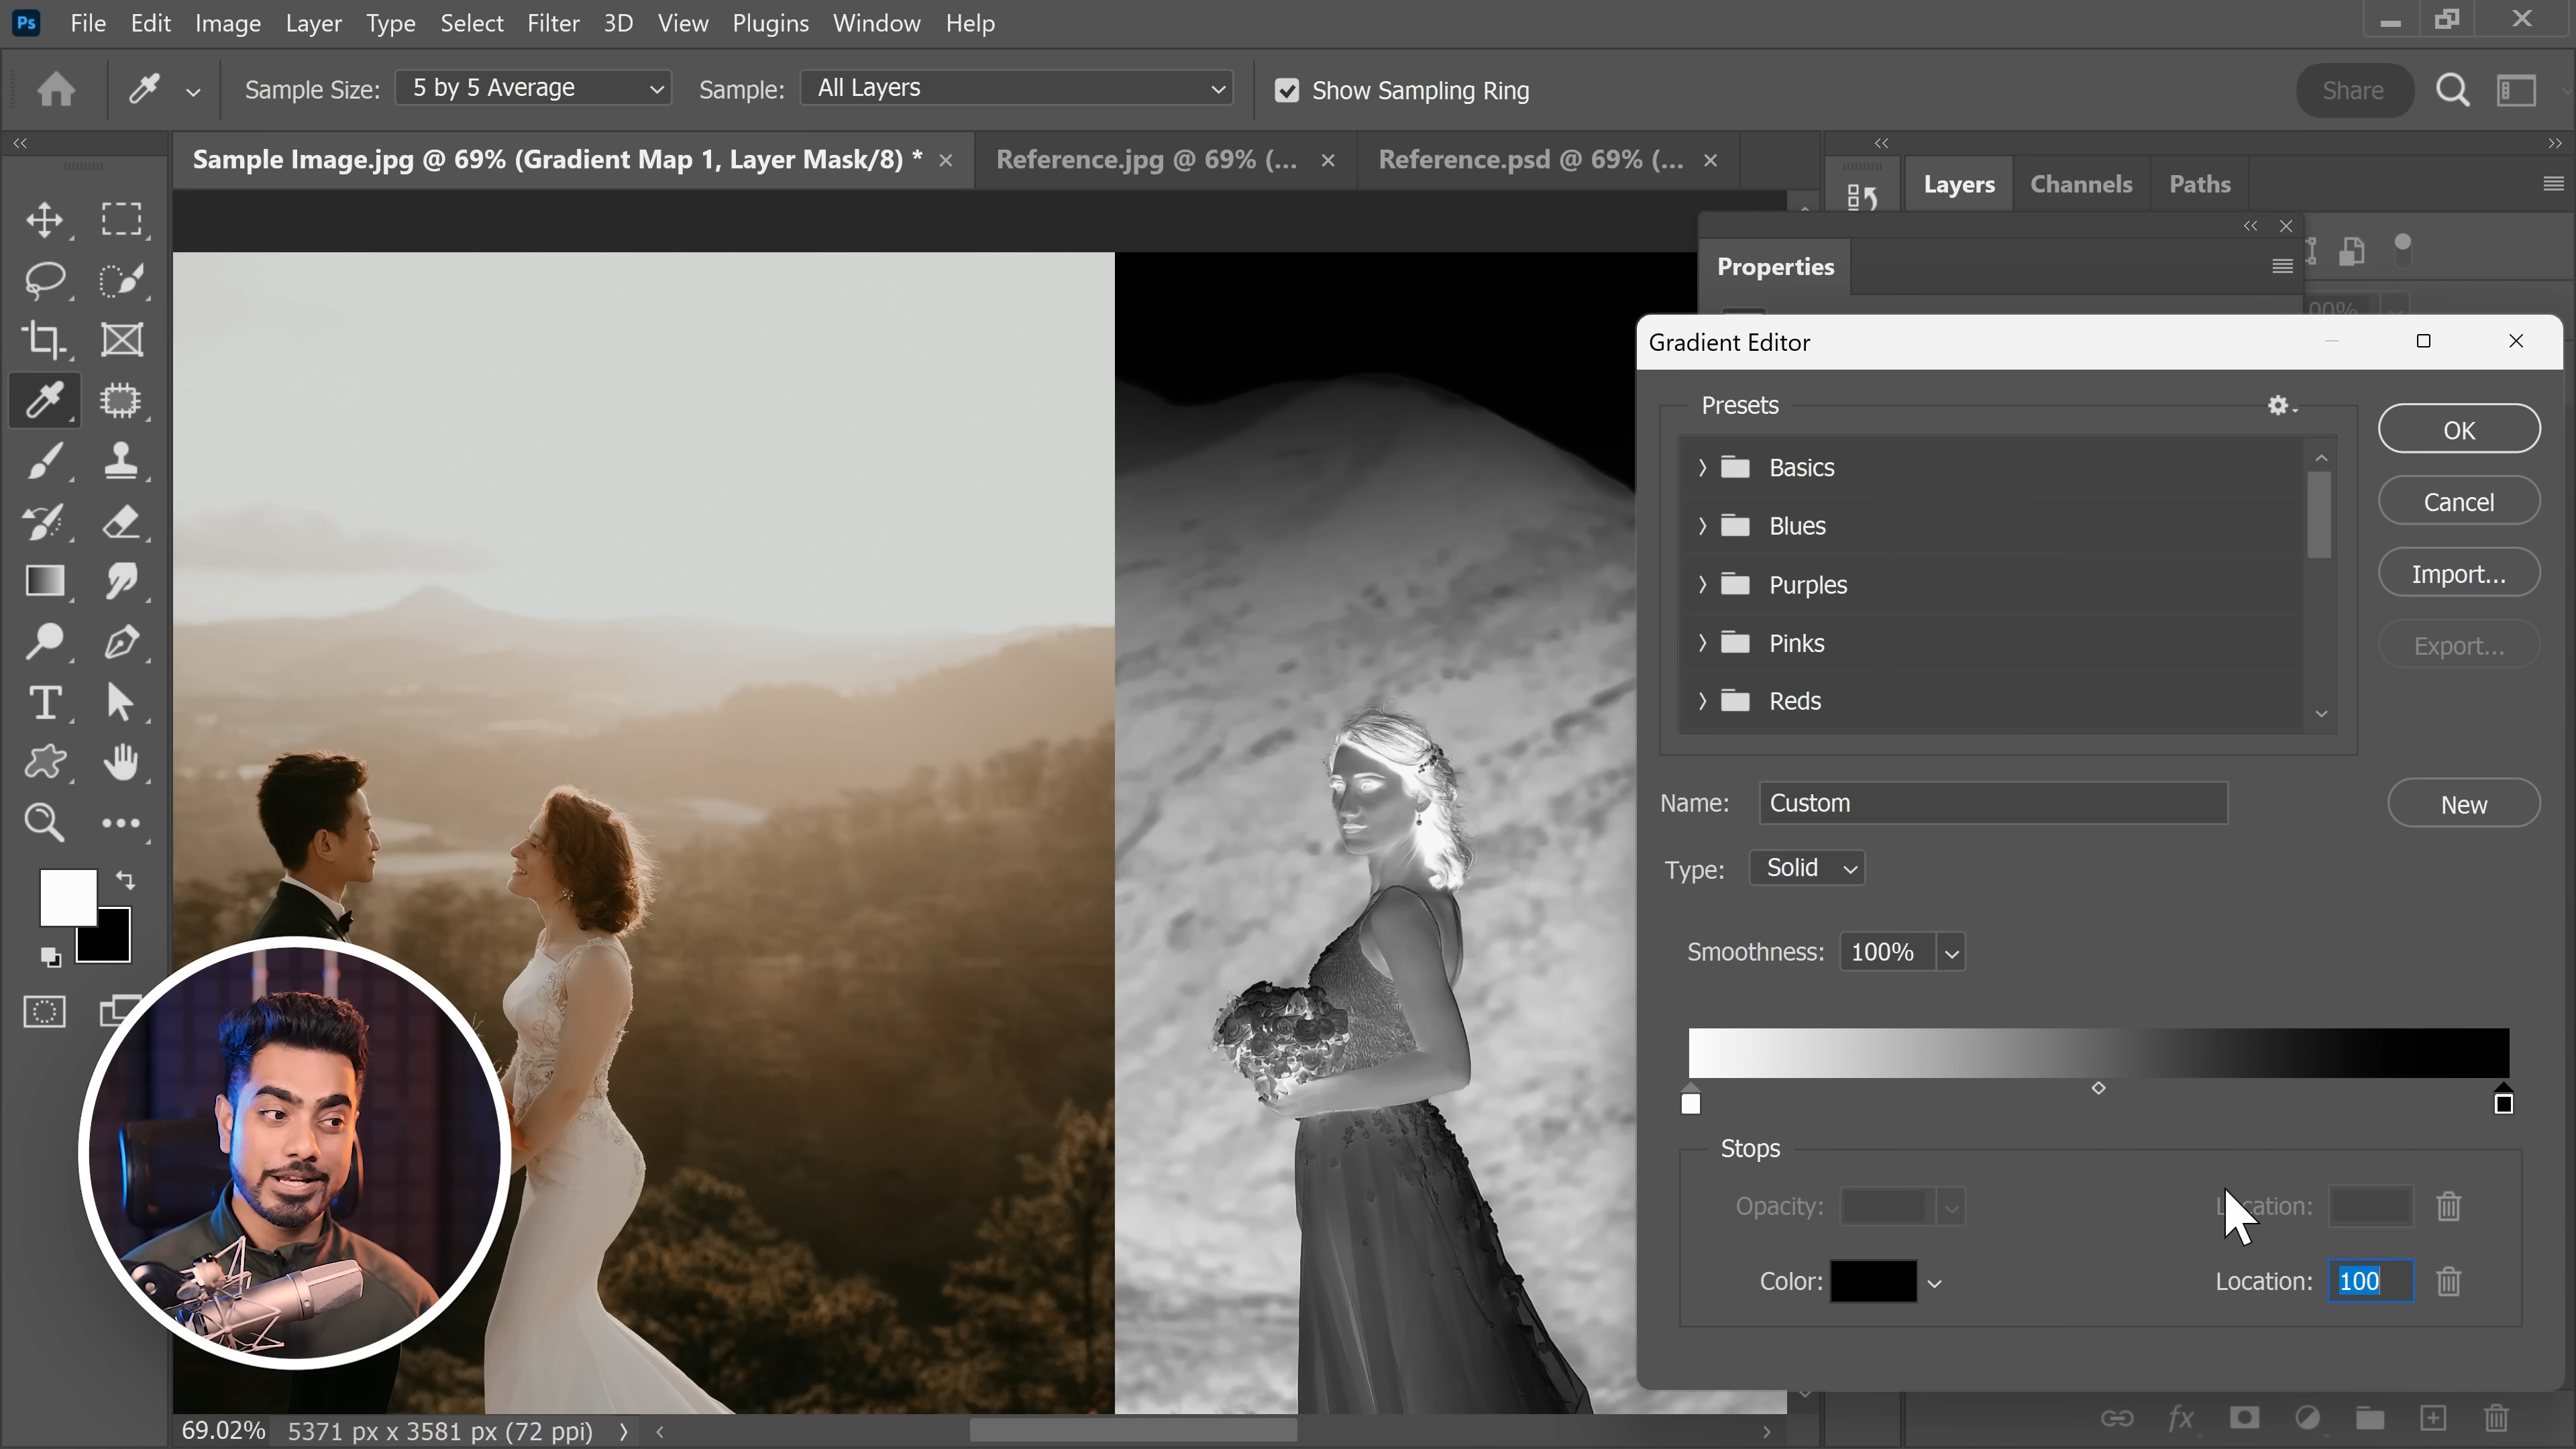 Ps File Edit Image Layer Type Select Filter 3D View Plugins Window Help
Sample Size: 5 by 5 Average Sample: All Layers Show Sampling Ring Share
Sample Image.jpg @ 69% (Gradient Map 1, Layer Mask/8) * Reference.jpg @ 69% (... Reference.psd @ 69% (...
Layers Channels Paths
Properties
Gradient Editor
Presets
Basics
Blues
Purples
Pinks
Reds
OK
Cancel
Import...
Export...
Name: Custom New
Type: Solid
Smoothness: 100%
Stops
Opacity:
Color: Location: 100
69.02% 5371 px x 3581 px (72 ppi)
T
fx